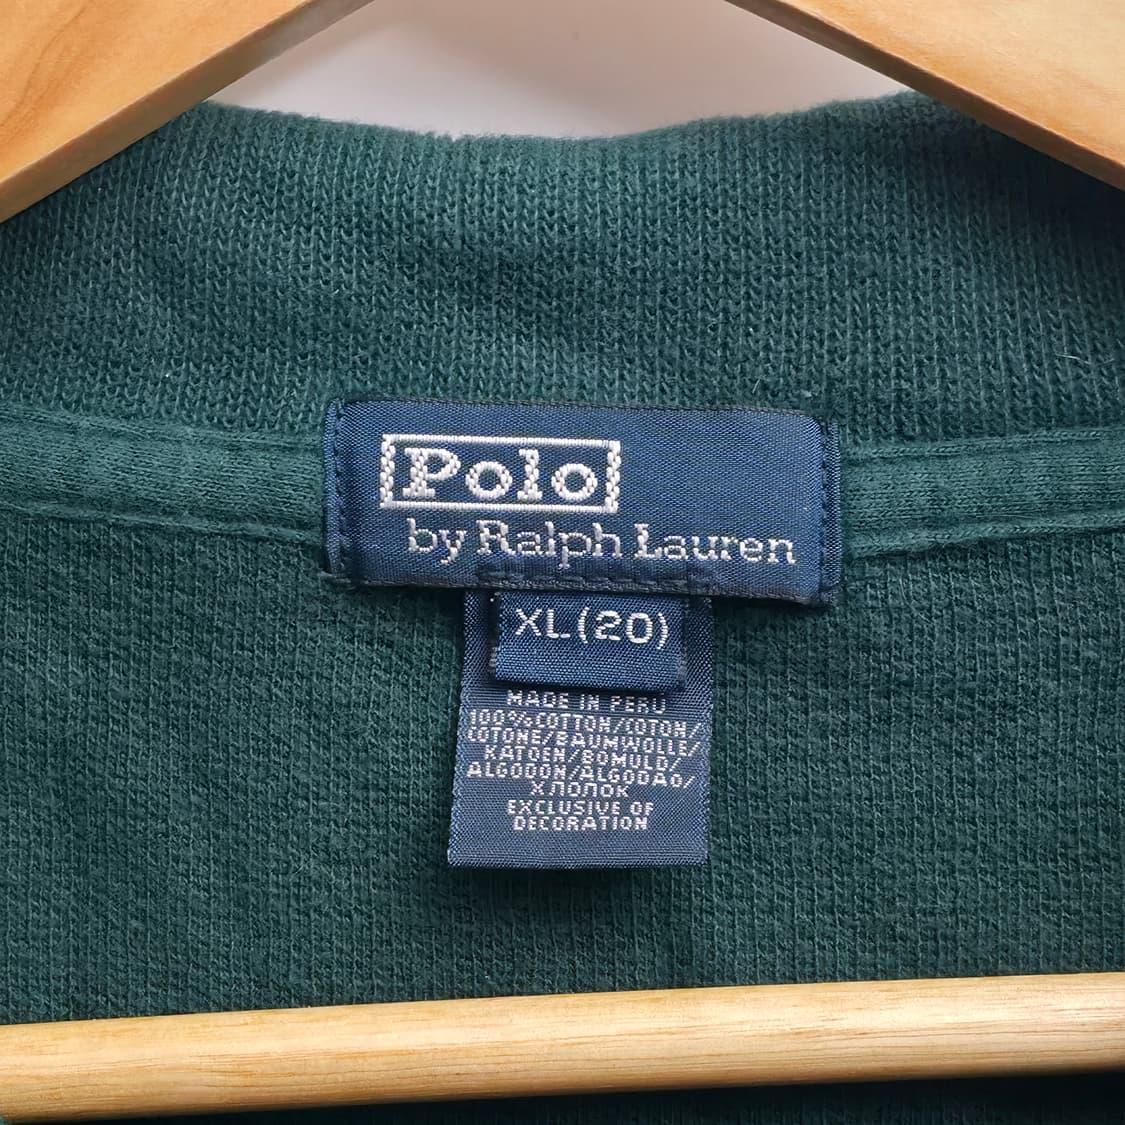 Polo
by Ralph Lauren
XL (20)
MADE IN PERU
100% COTTON/COTON/
COTONE/BAUMWOLLE/
KATOEN/BOMULD/
ALGODON/ALGODAO/
ХЛОПОК
EXCLUSIVE OF
DECORATION